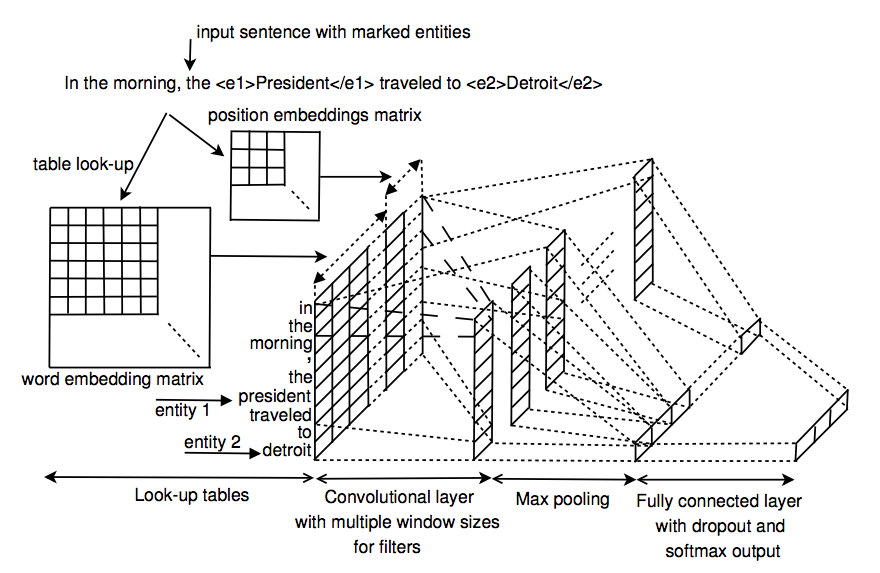 input sentence with marked entities
In the morning, the <e1>President</e1> traveled to <e2>Detroit</e2>
position embeddings matrix
table look-up
in
the
morning
,
the
president
traveled
to
detroit
word embedding matrix
entity 1
entity 2
Look-up tables
Convolutional layer
with multiple window sizes
for filters
Max pooling
Fully connected layer
with dropout and
softmax output